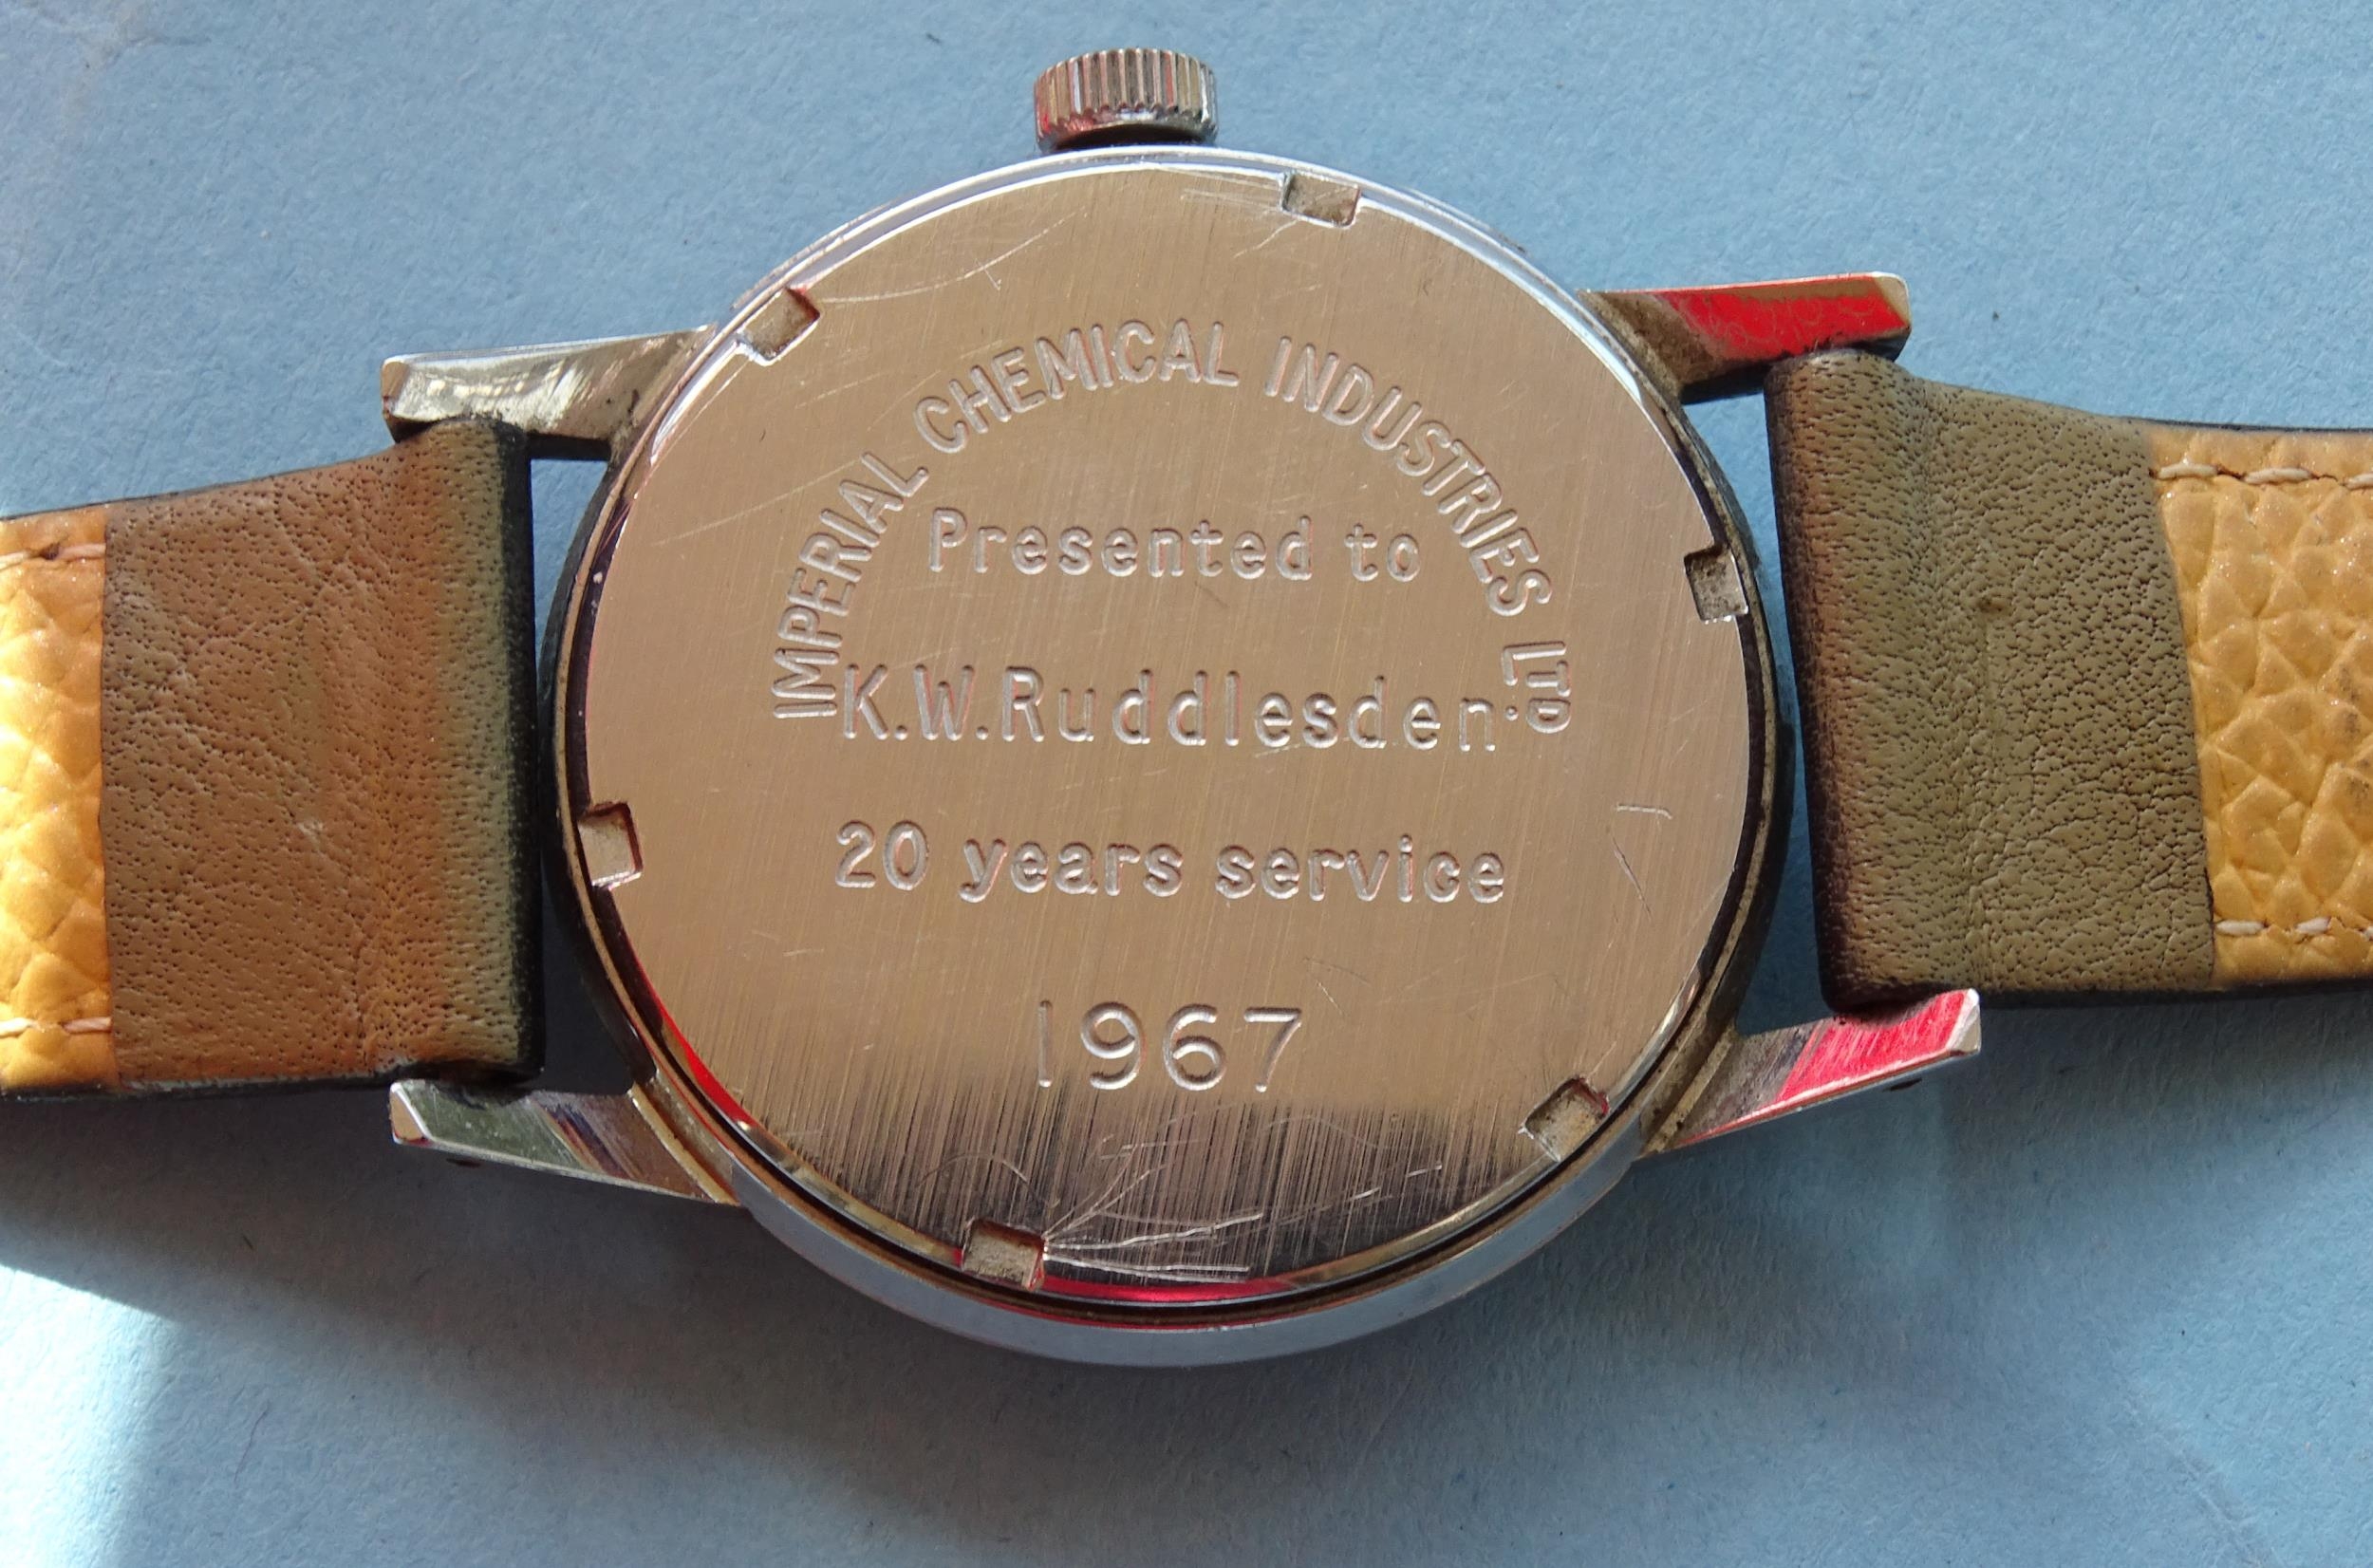 IMPERIAL CHEMICAL INDUSTRIES LTD.
Presented to
K.W.Ruddlesden
20 years service
1967